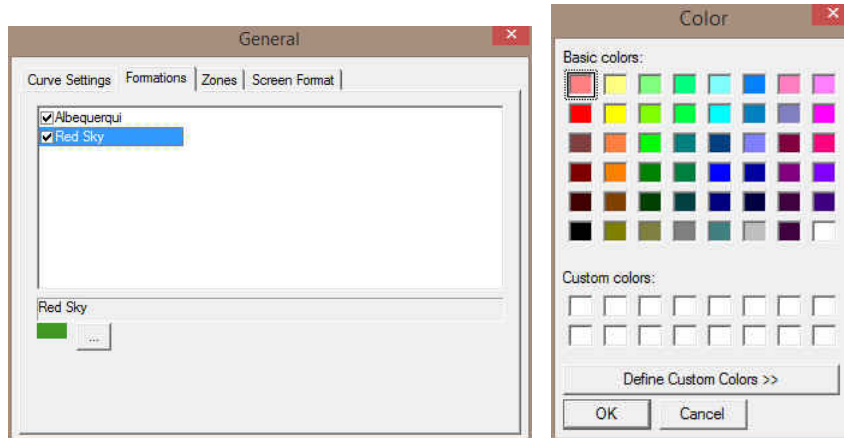 General
Curve Settings Formations Zones Screen Format
Albequerqui
Red Sky
Red Sky
...
Color
Basic colors:
Custom colors:
Define Custom Colors >>
OK Cancel